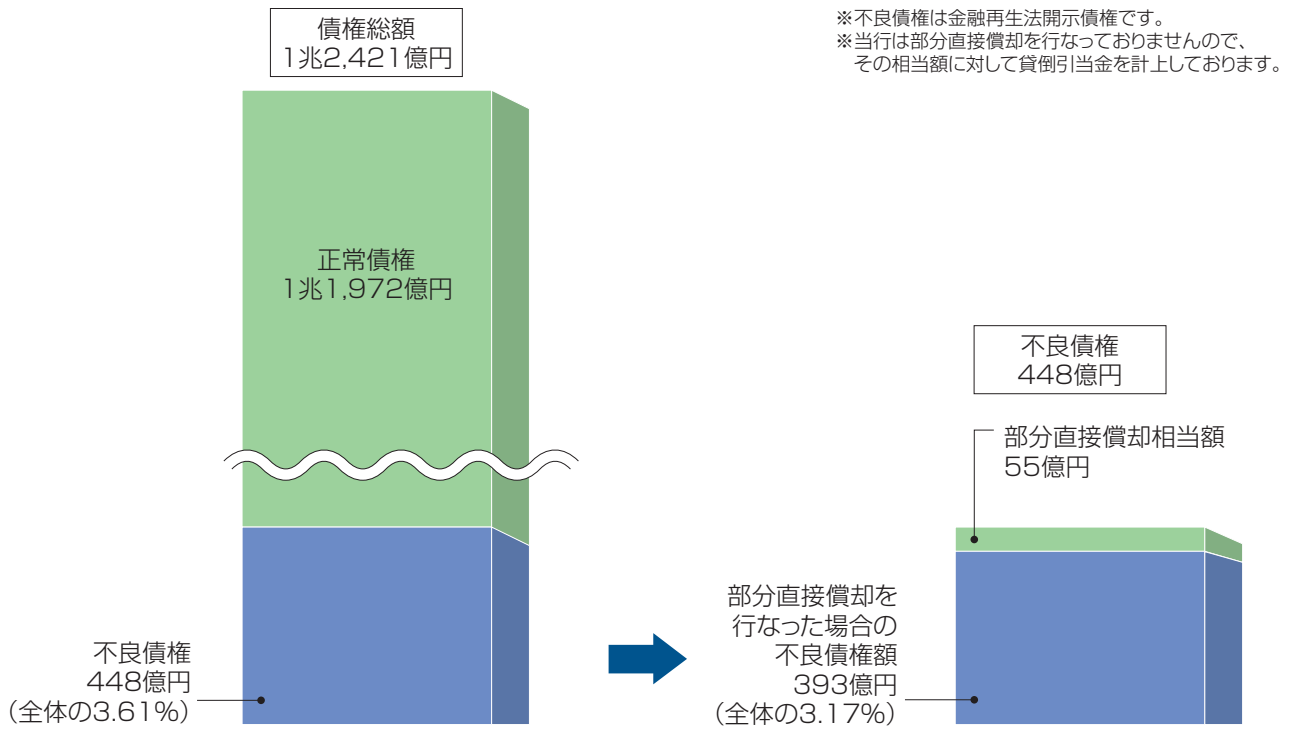 債権総額
1兆2,421億円
※不良債権は金融再生法開示債権です。
※当行は部分直接償却を行なっておりませんので、
その相当額に対して貸倒引当金を計上しております。
正常債権
1兆1,972億円
不良債権
448億円
(全体の3.61%)
不良債権
448億円
部分直接償却相当額
55億円
部分直接償却を
行なった場合の
不良債権額
393億円
(全体の3.17%)